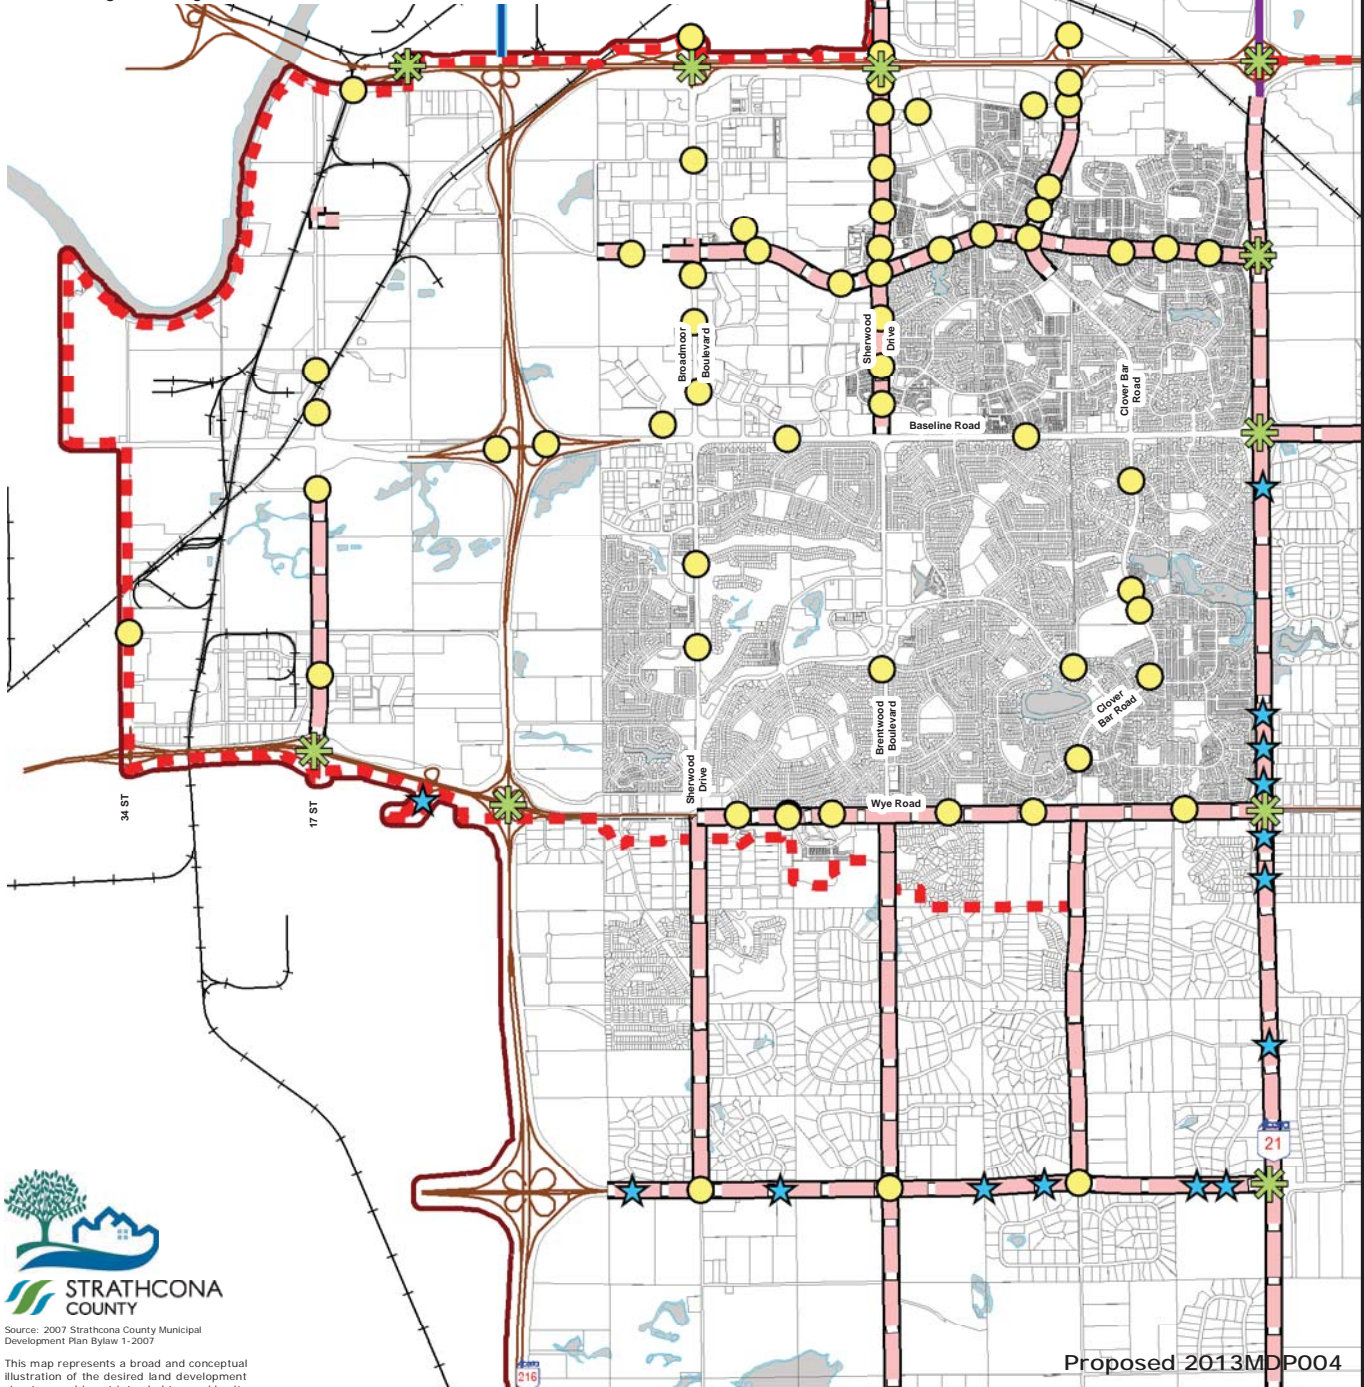 Broadmoor
Boulevard
Sherwood
Drive
Clover Bar
Road
Baseline Road
Clover
Bar Road
Brentwood
Boulevard
Sherwood
Drive
Wye Road
34 ST
17 ST
21
STRATHCONA
COUNTY
Source: 2007 Strathcona County Municipal
Development Plan Bylaw 1-2007
This map represents a broad and conceptual
illustration of the desired land development
216
Proposed 2013MDP004